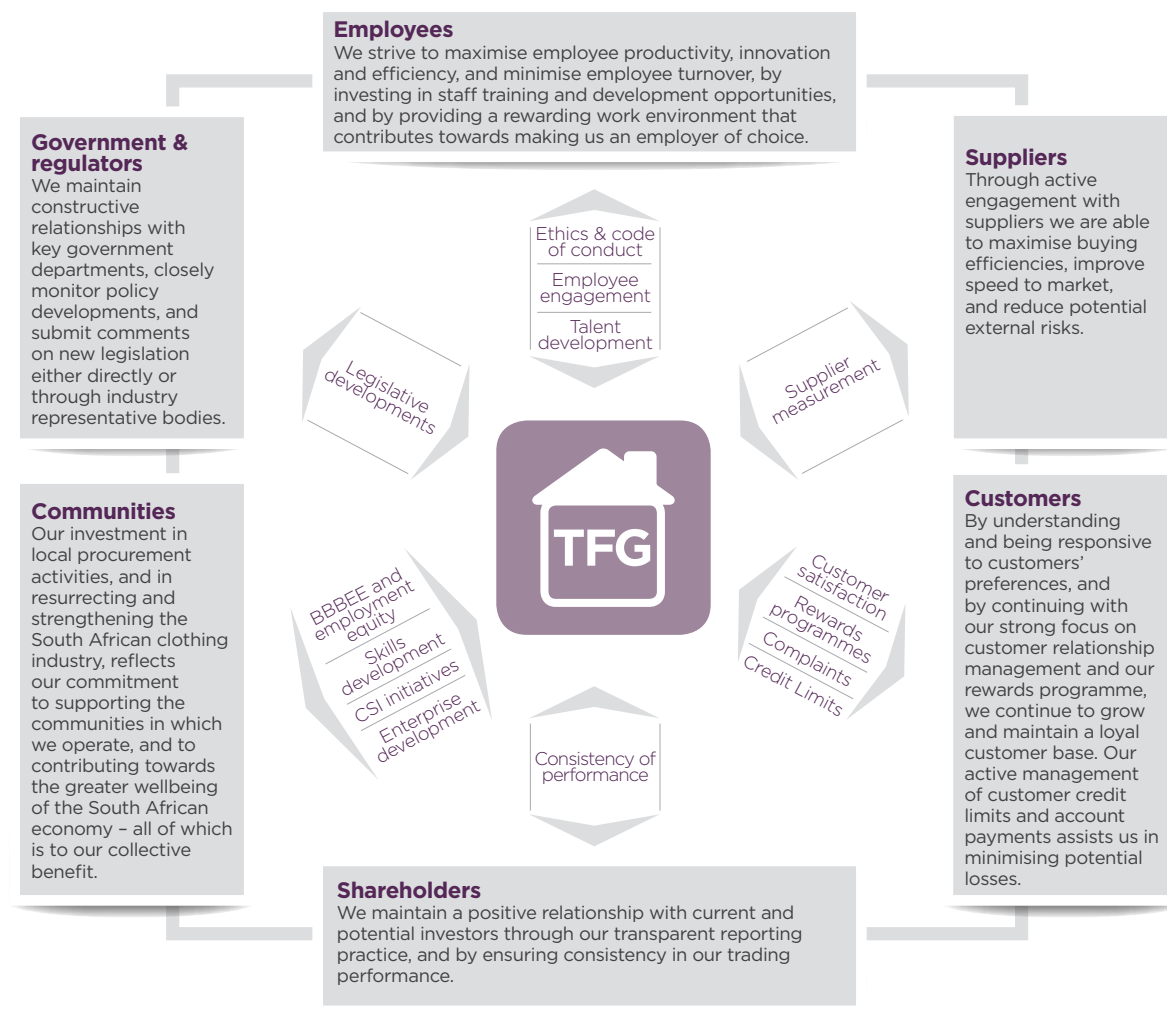 Employees
We strive to maximise employee productivity, innovation
and efficiency, and minimise employee turnover, by
investing in staff training and development opportunities,
and by providing a rewarding work environment that
contributes towards making us an employer of choice.
Government &
regulators
We maintain
constructive
relationships with
key government
departments, closely
monitor policy
developments, and
submit comments
on new legislation
either directly or
through industry
representative bodies.
Suppliers
Through active
engagement with
suppliers we are able
to maximise buying
efficiencies, improve
speed to market,
and reduce potential
external risks.
Ethics & code
of conduct
Employee
engagement
Talent
development
Legislative
developments
Supplier
measurement
TFG
Communities
Our investment in
local procurement
activities, and in
resurrecting and
strengthening the
South African clothing
industry, reflects
our commitment
to supporting the
communities in which
we operate, and to
contributing towards
the greater wellbeing
of the South African
economy – all of which
is to our collective
benefit.
BBBEE and
employment
equity
Skills
development
CSI initiatives
Enterprise
development
Customer
satisfaction
Rewards
programmes
Complaints
Credit Limits
Customers
By understanding
and being responsive
to customers’
preferences, and
by continuing with
our strong focus on
customer relationship
management and our
rewards programme,
we continue to grow
and maintain a loyal
customer base. Our
active management
of customer credit
limits and account
payments assists us in
minimising potential
losses.
Consistency of
performance
Shareholders
We maintain a positive relationship with current and
potential investors through our transparent reporting
practice, and by ensuring consistency in our trading
performance.